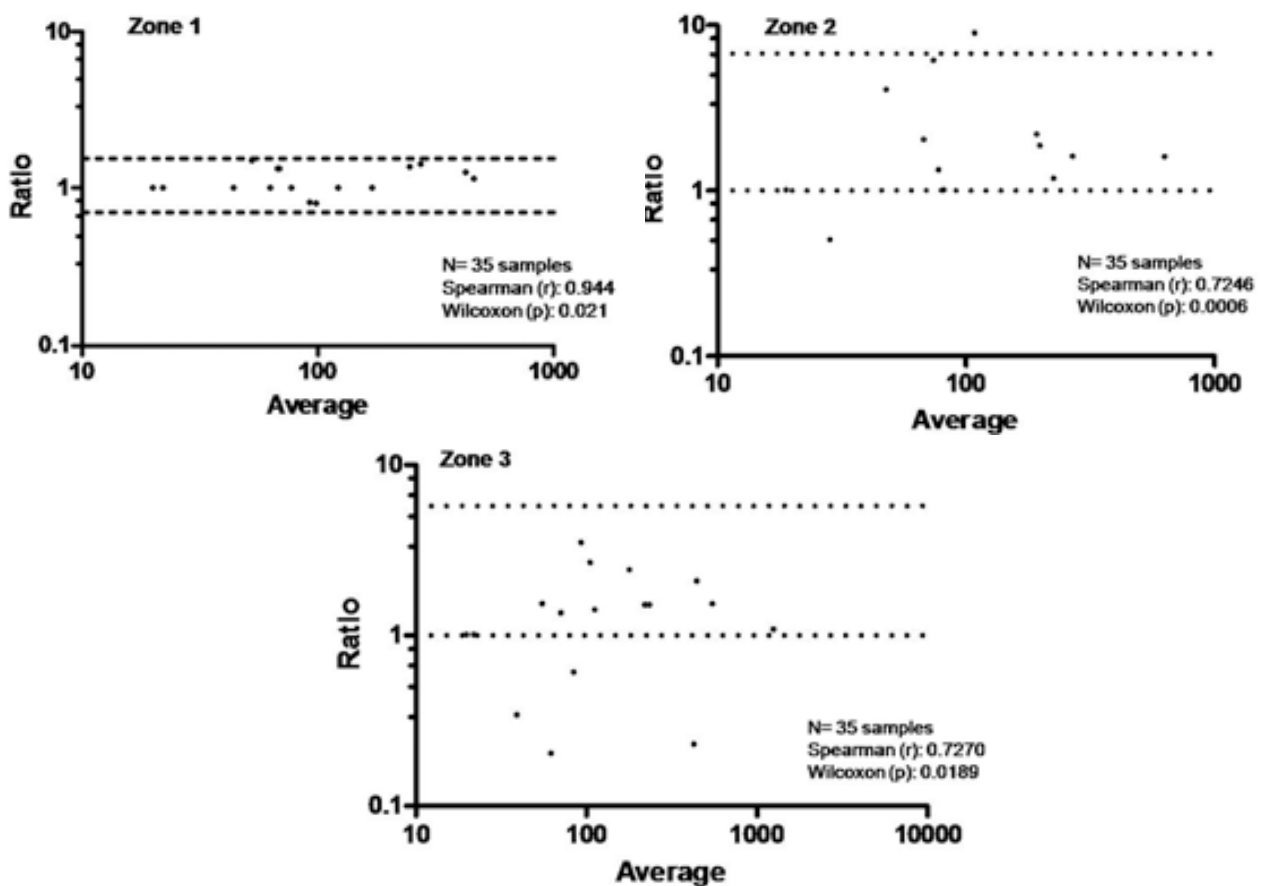 Zone 1
10
1
0.1
Ratio
N= 35 samples
Spearman (r): 0.944
Wilcoxon (p): 0.021
10
100
1000
Average
Zone 2
10
1
0.1
Ratio
N= 35 samples
Spearman (r): 0.7246
Wilcoxon (p): 0.0006
10
100
1000
Average
Zone 3
10
1
0.1
Ratio
N= 35 samples
Spearman (r): 0.7270
Wilcoxon (p): 0.0189
10
100
1000
10000
Average